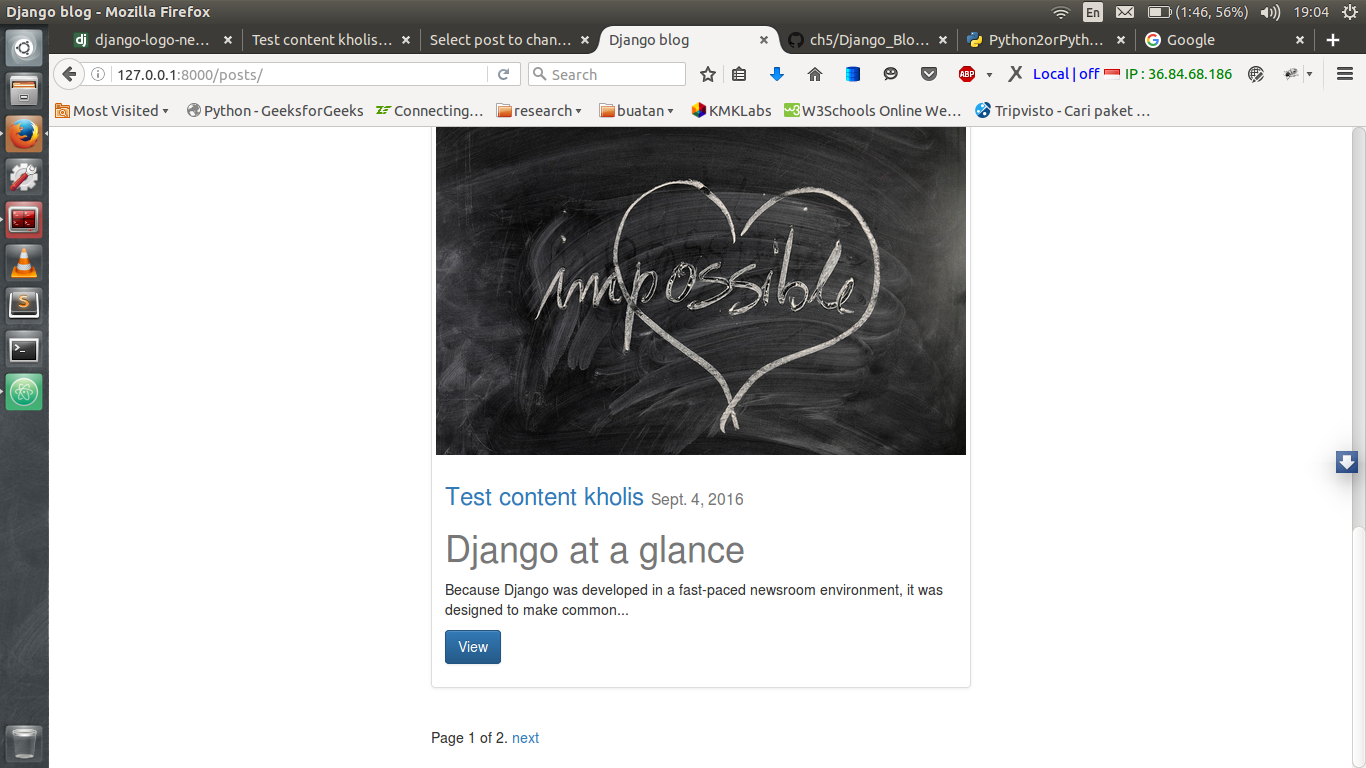 Django blog - Mozilla Firefox
En
(1:46, 56%)
19:04
dj django-logo-ne...
Test content kholis...
Select post to chan...
Django blog
ch5/Django_Blo...
Python2orPyth...
Google
127.0.0.1:8000/posts/
Search
ABP
Local | off
IP : 36.84.68.186
Most Visited
Python - GeeksforGeeks
Connecting...
research
buatan
KMKLabs
W3Schools Online We...
Tripvisto - Cari paket ...
impossible
Test content kholis Sept. 4, 2016
Django at a glance
Because Django was developed in a fast-paced newsroom environment, it was
designed to make common...
View
Page 1 of 2. next